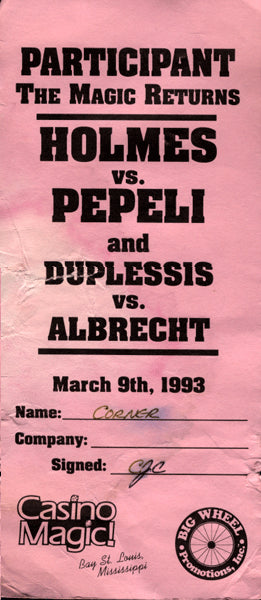 PARTICIPANT
THE MAGIC RETURNS
HOLMES
vs.
PEPELI
and
DUPLESSIS
vs.
ALBRECHT
March 9th, 1993
Name: CORNER
Company:
Signed: CJC
Casino
Magic!
Bay St. Louis,
Mississippi
BIG WHEEL
Promotions, Inc.